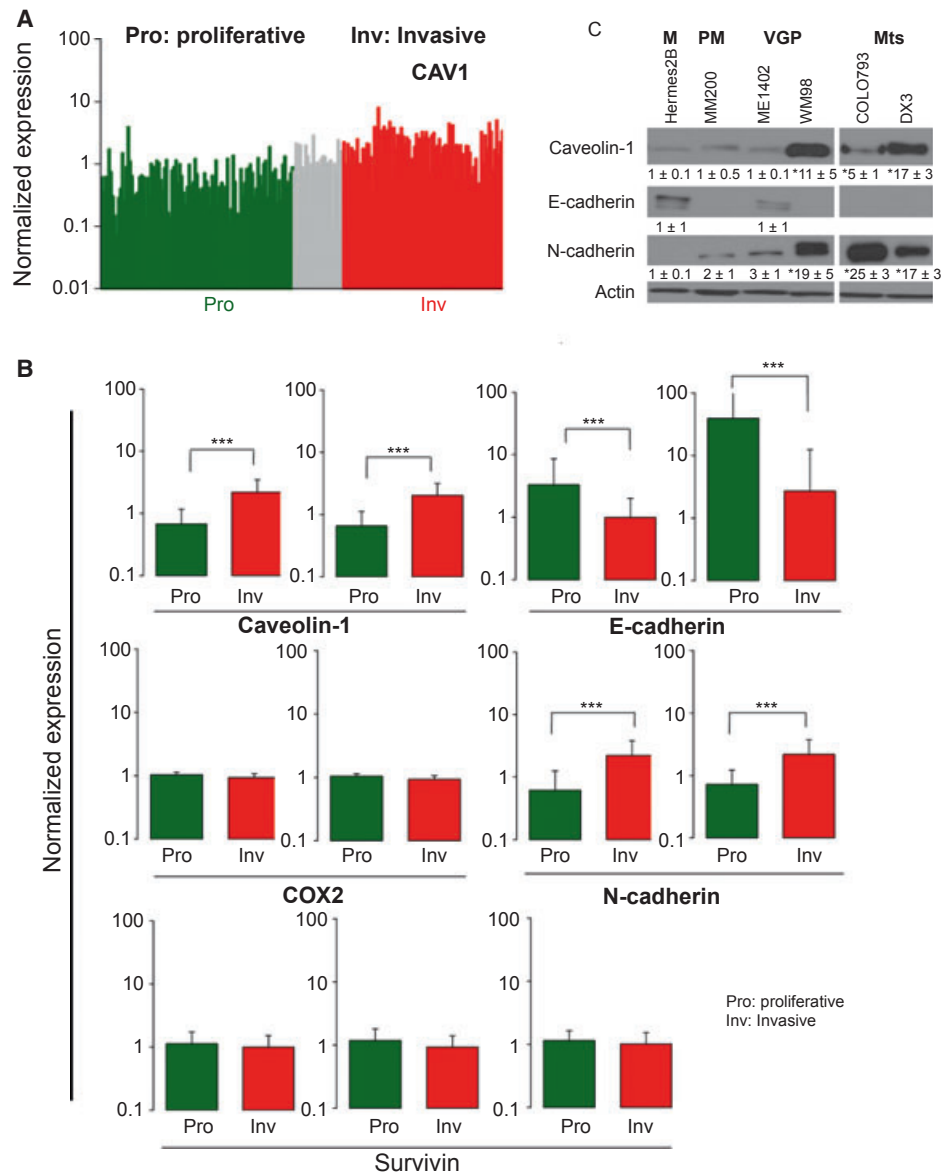 A
Pro: proliferative Inv: Invasive
CAV1
Normalized expression
100
10
1
0.1
0.01
Pro Inv
C
M PM VGP Mts
Hermes2B MM200 ME1402 WM98 COLO793 DX3
Caveolin-1
1 ± 0.1 1 ± 0.5 1 ± 0.1 *11 ± 5 *5 ± 1 *17 ± 3
E-cadherin
1 ± 1 1 ± 1
N-cadherin
1 ± 0.1 2 ± 1 3 ± 1 *19 ± 5 *25 ± 3 *17 ± 3
Actin
B
Normalized expression
100 100 100 100
*** *** *** ***
10 10 10 10
1 1 1 1
0.1 0.1 0.1 0.1
Pro Inv Pro Inv Pro Inv Pro Inv
Caveolin-1 E-cadherin
100 100 100 100
*** ***
10 10 10 10
1 1 1 1
0.1 0.1 0.1 0.1
Pro Inv Pro Inv Pro Inv Pro Inv
COX2 N-cadherin
100 100 100
10 10 10
1 1 1
0.1 0.1 0.1
Pro Inv Pro Inv Pro Inv
Survivin
Pro: proliferative
Inv: Invasive